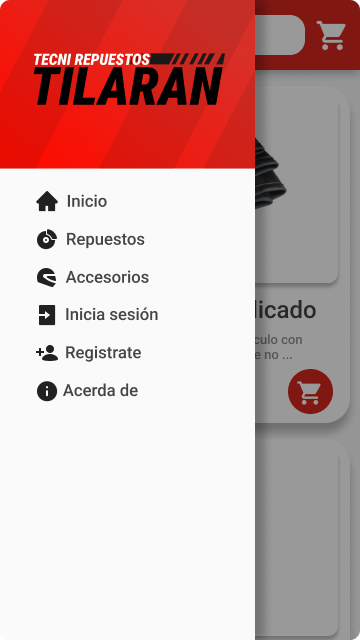 TECNI REPUESTOS
TILARAN
Inicio
Repuestos
Accesorios
Inicia sesión
Registrate
Acerda de
licado
culo con
e no ...